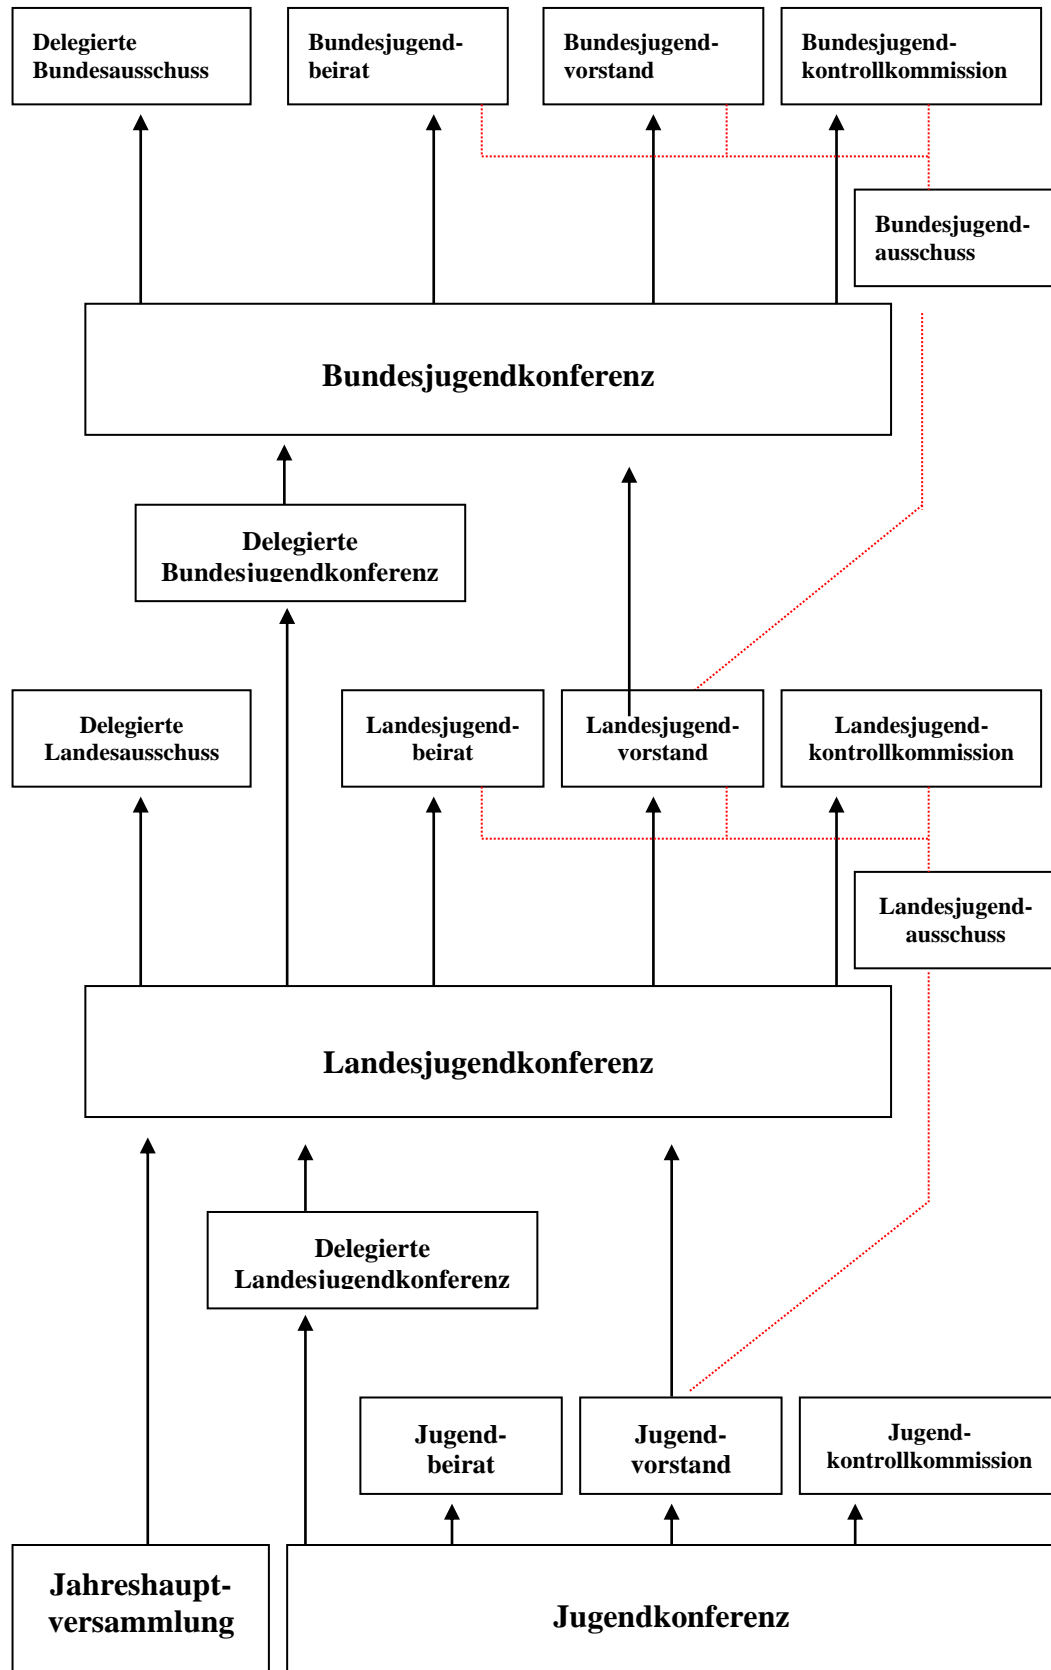 Delegierte
Bundesausschuss
Bundesjugend-
beirat
Bundesjugend-
vorstand
Bundesjugend-
kontrollkommission
Bundesjugend-
ausschuss
Bundesjugendkonferenz
Delegierte
Bundesjugendkonferenz
Delegierte
Landesausschuss
Landesjugend-
beirat
Landesjugend-
vorstand
Landesjugend-
kontrollkommission
Landesjugend-
ausschuss
Landesjugendkonferenz
Delegierte
Landesjugendkonferenz
Jugend-
beirat
Jugend-
vorstand
Jugend-
kontrollkommission
Jahreshaupt-
versammlung
Jugendkonferenz